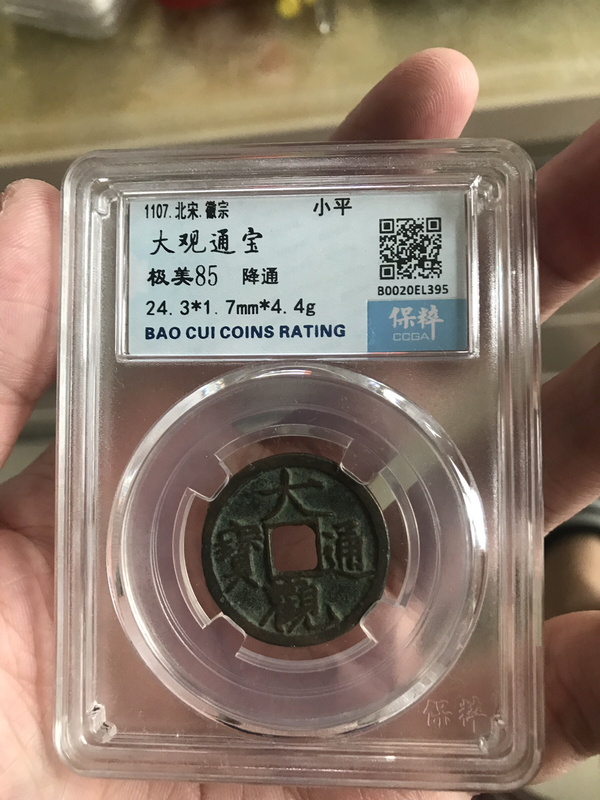 1107.北宋.徽宗 小平
大观通宝
极美85 降通
24.3*1.7mm*4.4g
BAO CUI COINS RATING
B0020EL395
保粹
CCGA
大
寳 通
觀
保粹